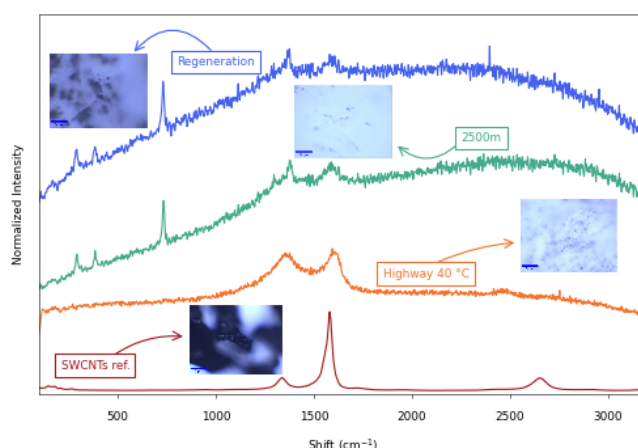 Regeneration
2500m
Highway 40 °C
SWCNTs ref.
Normalized Intensity
500 1000 1500 2000 2500 3000
Shift (cm⁻¹)